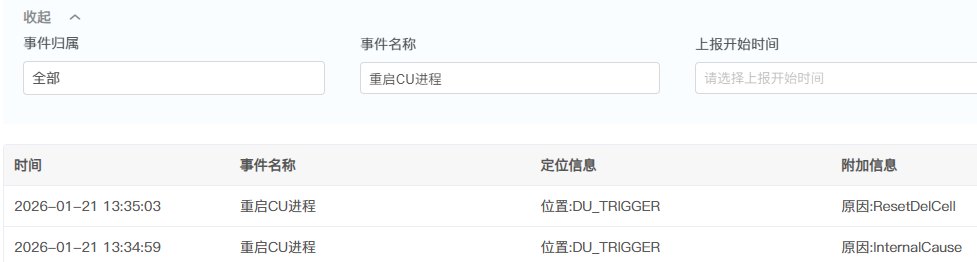 收起
事件归属 事件名称 上报开始时间
全部 重启CU进程 请选择上报开始时间
时间 事件名称 定位信息 附加信息
2026-01-21 13:35:03 重启CU进程 位置:DU_TRIGGER 原因:ResetDelCell
2026-01-21 13:34:59 重启CU进程 位置:DU_TRIGGER 原因:InternalCause